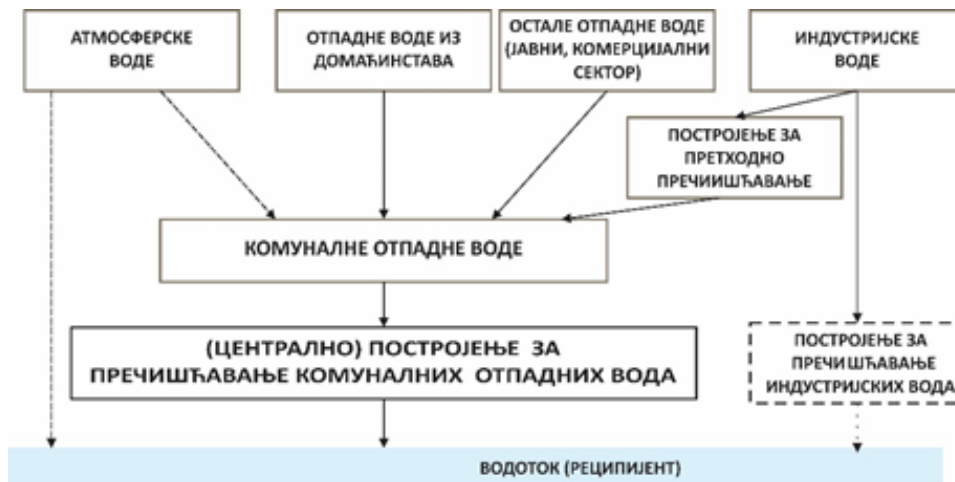 АТМОСФЕРСКЕ
ВОДЕ
ОТПАДНЕ ВОДЕ ИЗ
ДОМАЋИНСТАВА
ОСТАЛЕ ОТПАДНЕ ВОДЕ
(ЈАВНИ, КОМЕРЦИЈАЛНИ
СЕКТОР)
ИНДУСТРИЈСКЕ
ВОДЕ
ПОСТРОЈЕЊЕ ЗА
ПРЕТХОДНО
ПРЕЧИИШЋАВАЊЕ
КОМУНАЛНЕ ОТПАДНЕ ВОДЕ
(ЦЕНТРАЛНО) ПОСТРОЈЕЊЕ ЗА
ПРЕЧИШЋАВАЊЕ КОМУНАЛНИХ ОТПАДНИХ ВОДА
ПОСТРОЈЕЊЕ ЗА
ПРЕЧИШЋАВАЊЕ
ИНДУСТРИЈСКИХ ВОДА
ВОДОТОК (РЕЦИПИЈЕНТ)